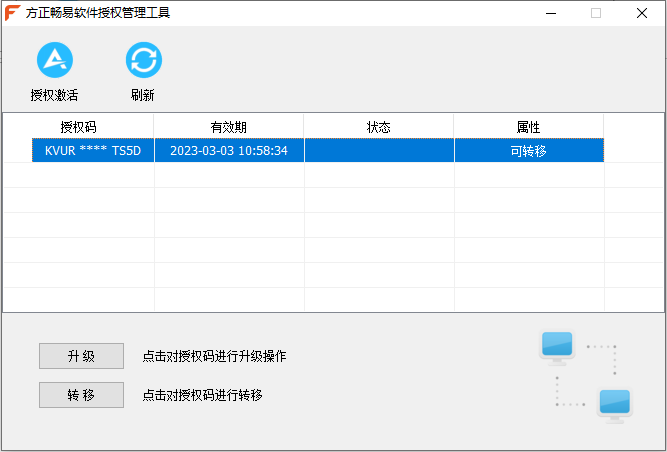 方正畅易软件授权管理工具
授权激活 刷新
授权码 有效期 状态 属性
KVUR **** TS5D 2023-03-03 10:58:34 可转移
升 级 点击对授权码进行升级操作
转 移 点击对授权码进行转移